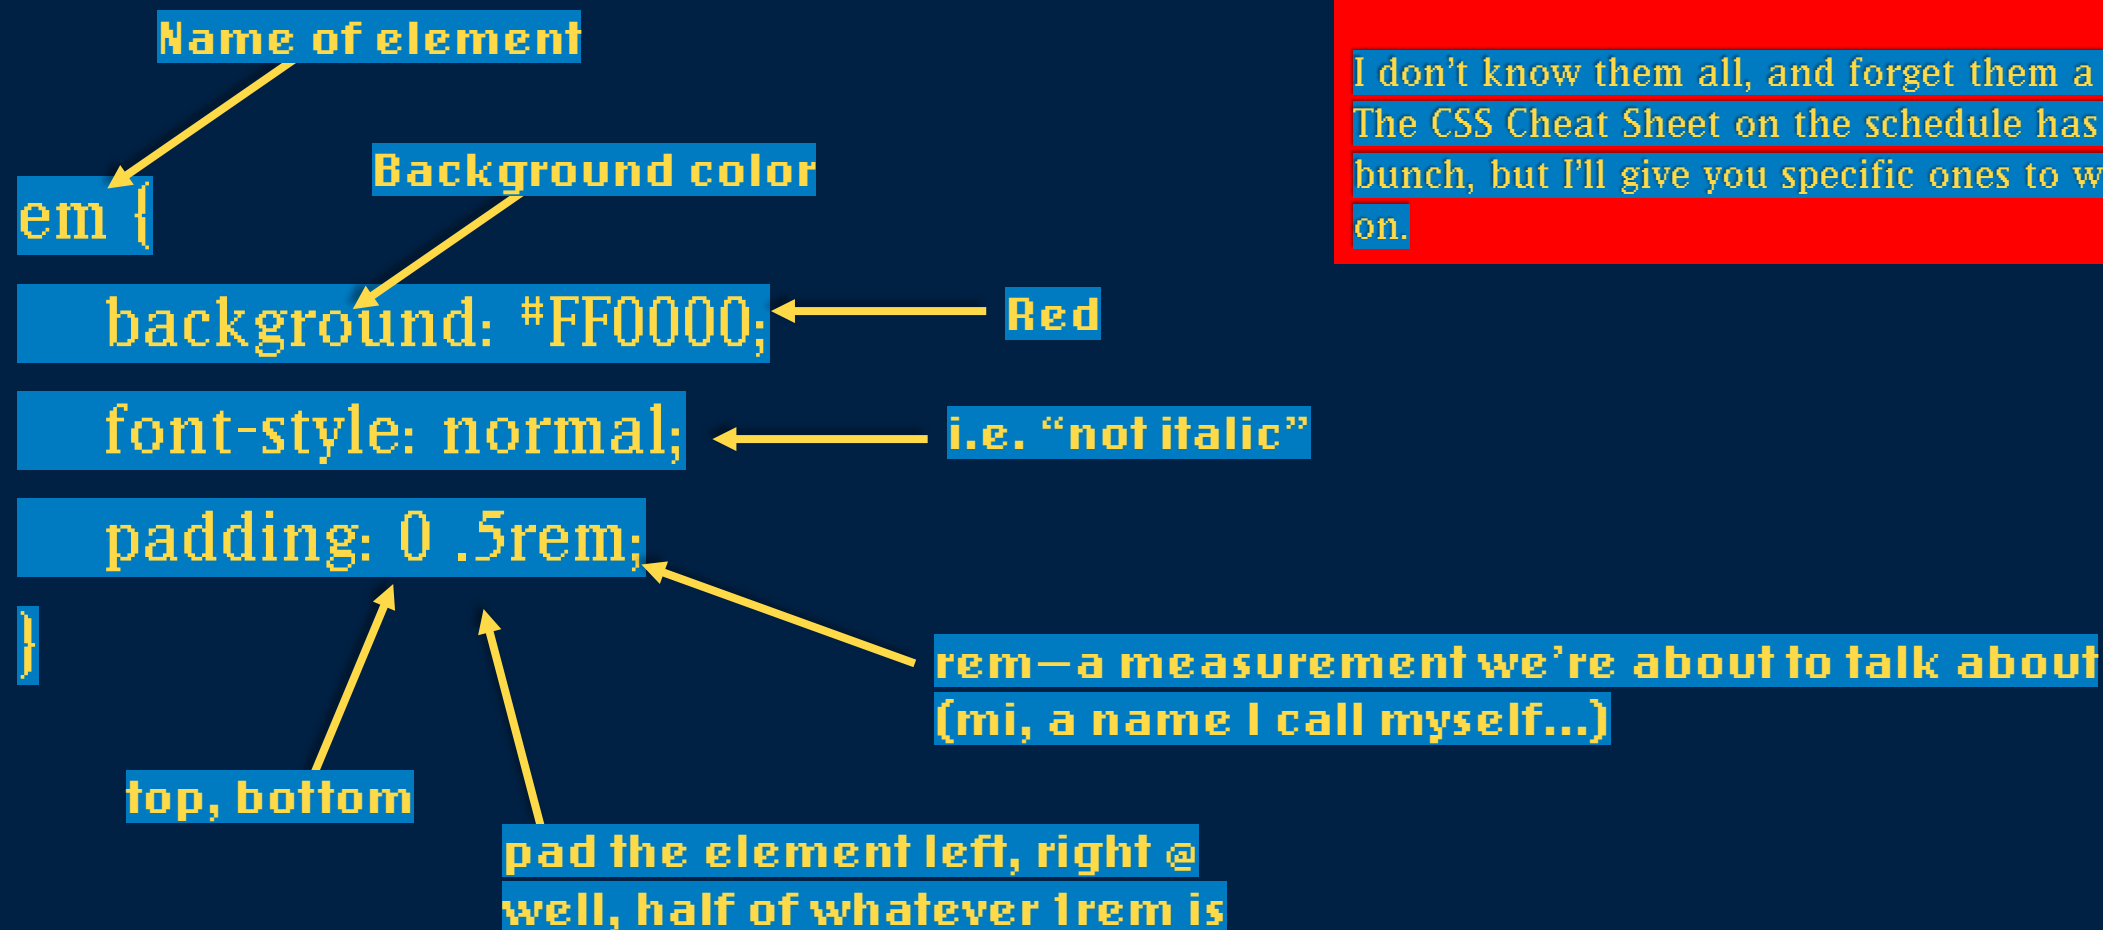 Name of element
I don’t know them all, and forget them a
The CSS Cheat Sheet on the schedule has
bunch, but I’ll give you specific ones to w
on.
Background color
em {
background: #FF0000;
Red
font-style: normal;
i.e. “not italic”
padding: 0 .5rem;
}
rem—a measurement we’re about to talk about
(mi, a name I call myself...)
top, bottom
pad the element left, right @
well, half of whatever 1rem is